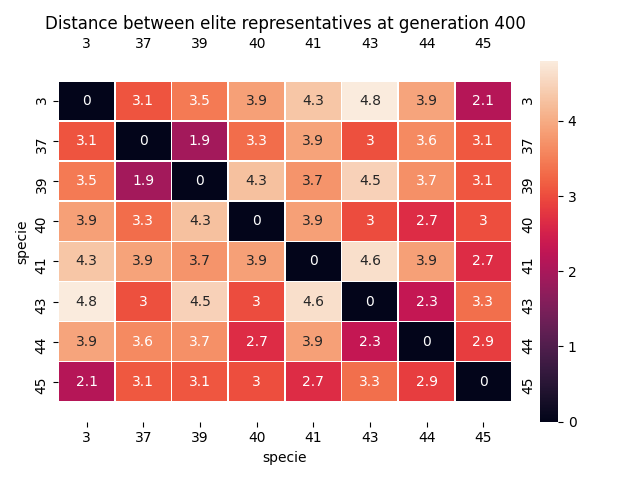 Distance between elite representatives at generation 400
3 37 39 40 41 43 44 45
3 0 3.1 3.5 3.9 4.3 4.8 3.9 2.1 3
37 3.1 0 1.9 3.3 3.9 3 3.6 3.1 37
39 3.5 1.9 0 4.3 3.7 4.5 3.7 3.1 39
40 3.9 3.3 4.3 0 3.9 3 2.7 3 40
41 4.3 3.9 3.7 3.9 0 4.6 3.9 2.7 41
43 4.8 3 4.5 3 4.6 0 2.3 3.3 43
44 3.9 3.6 3.7 2.7 3.9 2.3 0 2.9 44
45 2.1 3.1 3.1 3 2.7 3.3 2.9 0 45
3 37 39 40 41 43 44 45
specie
specie
4
3
2
1
0